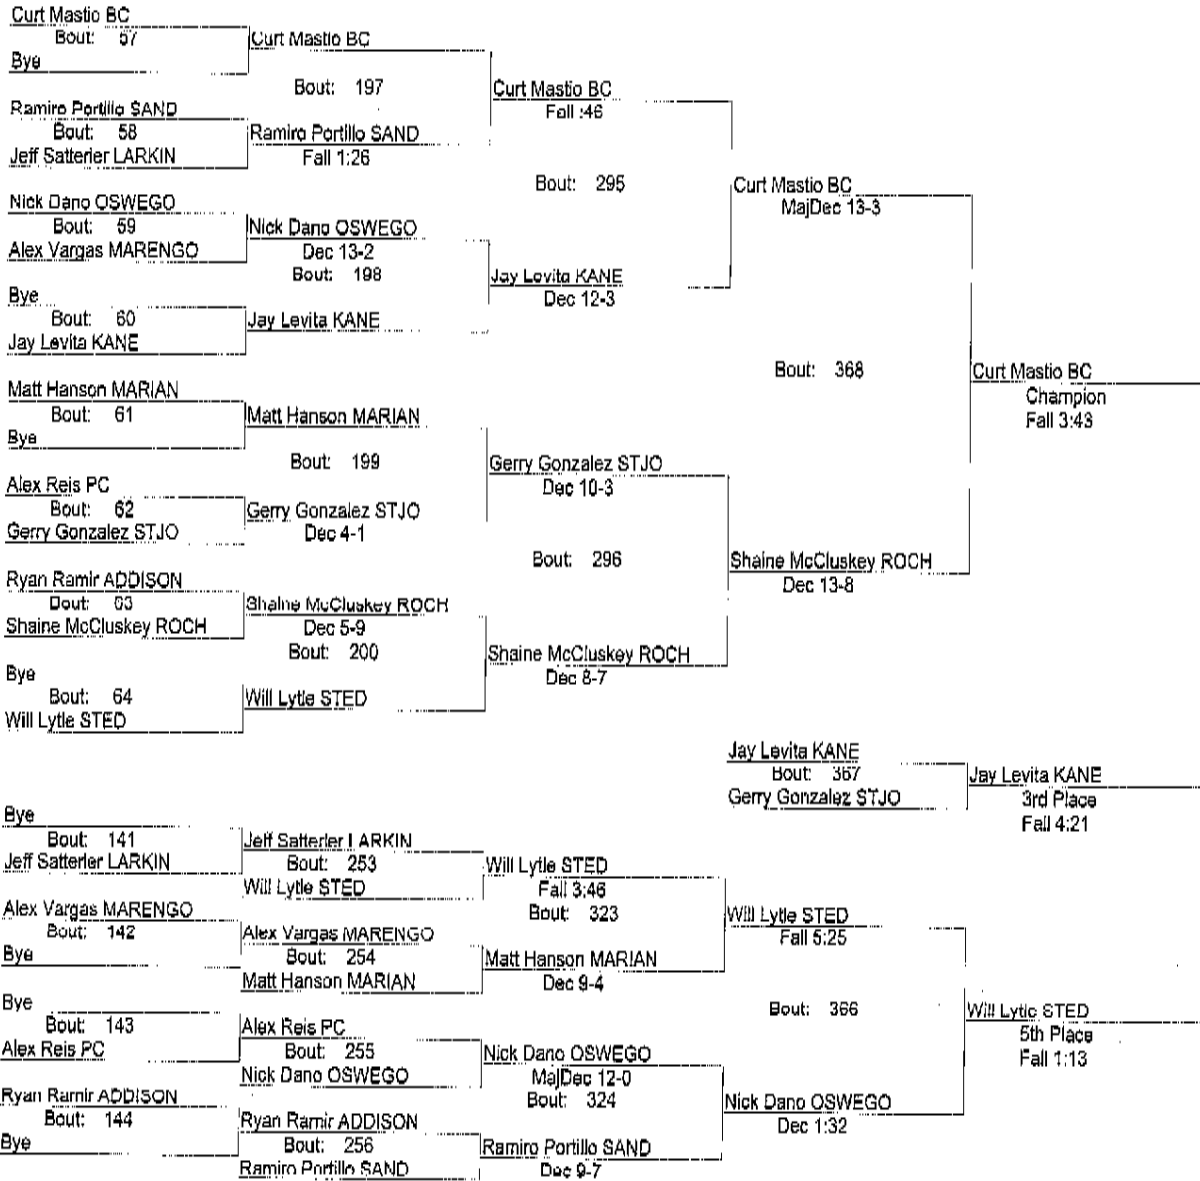 Curt Mastio BC
Bout: 57
Bye
Curt Mastio BC
Bout: 197
Ramiro Portillo SAND
Bout: 58
Jeff Satterler LARKIN
Ramiro Portillo SAND
Fall 1:26
Curt Mastio BC
Fall :46
Bout: 295
Nick Dano OSWEGO
Bout: 59
Alex Vargas MARENGO
Nick Dano OSWEGO
Dec 13-2
Bout: 198
Bye
Bout: 60
Jay Levita KANE
Jay Levita KANE
Jay Levita KANE
Dec 12-3
Curt Mastio BC
MajDec 13-3
Bout: 368
Matt Hanson MARIAN
Bout: 61
Bye
Matt Hanson MARIAN
Bout: 199
Alex Reis PC
Bout: 62
Gerry Gonzalez STJO
Gerry Gonzalez STJO
Dec 4-1
Gerry Gonzalez STJO
Dec 10-3
Bout: 296
Ryan Ramir ADDISON
Bout: 63
Shaine McCluskey ROCH
Shaine McCluskey ROCH
Dec 5-9
Bout: 200
Bye
Bout: 64
Will Lytle STED
Will Lytle STED
Shaine McCluskey ROCH
Dec 8-7
Shaine McCluskey ROCH
Dec 13-8
Curt Mastio BC
Champion
Fall 3:43
Jay Levita KANE
Bout: 367
Gerry Gonzalez STJO
Jay Levita KANE
3rd Place
Fall 4:21
Bye
Bout: 141
Jeff Satterler LARKIN
Jeff Satterler LARKIN
Bout: 253
Will Lytle STED
Will Lytle STED
Fall 3:46
Bout: 323
Alex Vargas MARENGO
Bout: 142
Bye
Alex Vargas MARENGO
Bout: 254
Matt Hanson MARIAN
Matt Hanson MARIAN
Dec 9-4
Will Lytle STED
Fall 5:25
Bout: 366
Bye
Bout: 143
Alex Reis PC
Alex Reis PC
Bout: 255
Nick Dano OSWEGO
Nick Dano OSWEGO
MajDec 12-0
Bout: 324
Ryan Ramir ADDISON
Bout: 144
Bye
Ryan Ramir ADDISON
Bout: 256
Ramiro Portillo SAND
Ramiro Portillo SAND
Dec 9-7
Nick Dano OSWEGO
Dec 1:32
Will Lytle STED
5th Place
Fall 1:13